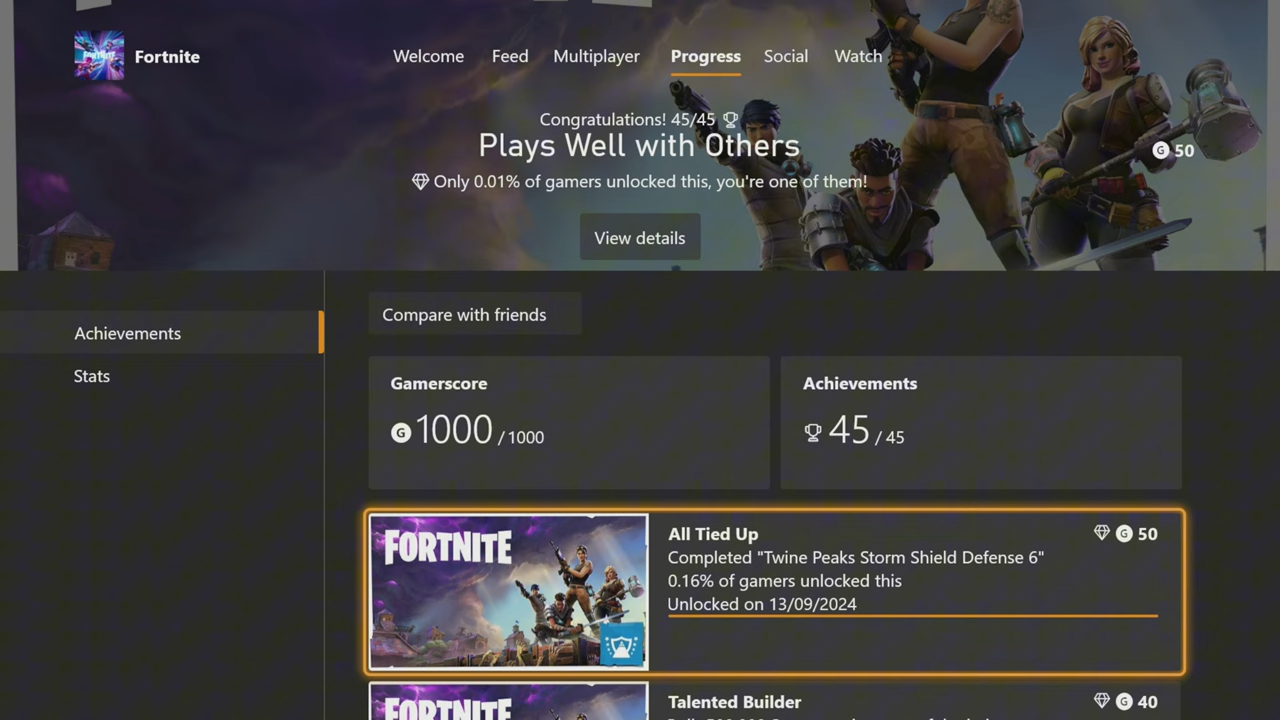 Fortnite
Welcome Feed Multiplayer Progress Social Watch
Congratulations! 45/45
Plays Well with Others
G 50
Only 0.01% of gamers unlocked this, you're one of them!
View details
Achievements
Stats
Compare with friends
Gamerscore
G 1000 / 1000
Achievements
45 / 45
FORTNITE
All Tied Up
G 50
Completed "Twine Peaks Storm Shield Defense 6"
0.16% of gamers unlocked this
Unlocked on 13/09/2024
FORTNITE
Talented Builder
G 40